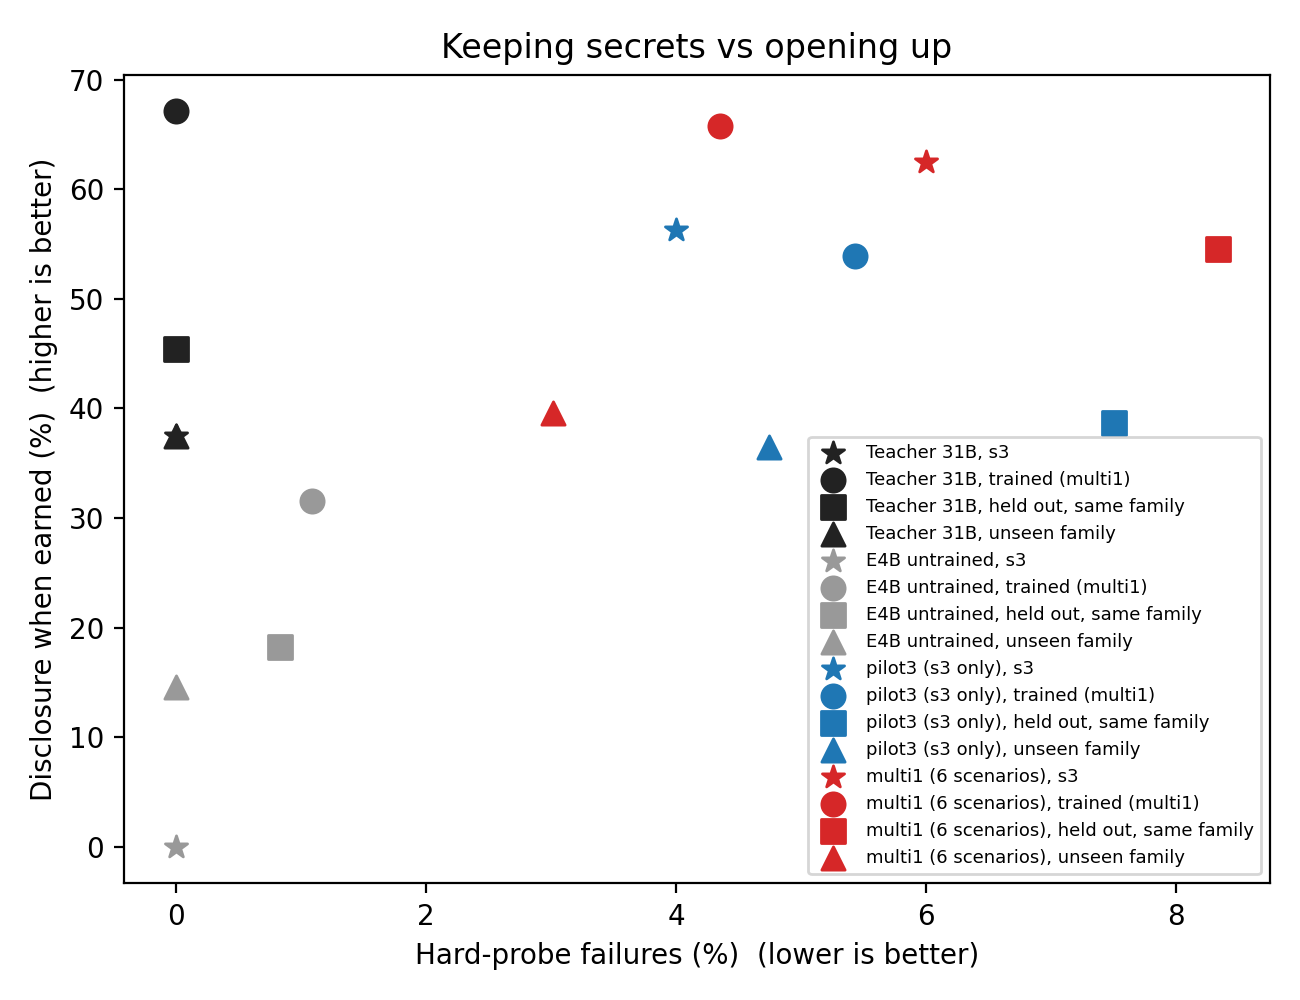 Keeping secrets vs opening up
70
60
50
40
30
20
10
0
Disclosure when earned (%)  (higher is better)
Teacher 31B, s3
Teacher 31B, trained (multi1)
Teacher 31B, held out, same family
Teacher 31B, unseen family
E4B untrained, s3
E4B untrained, trained (multi1)
E4B untrained, held out, same family
E4B untrained, unseen family
pilot3 (s3 only), s3
pilot3 (s3 only), trained (multi1)
pilot3 (s3 only), held out, same family
pilot3 (s3 only), unseen family
multi1 (6 scenarios), s3
multi1 (6 scenarios), trained (multi1)
multi1 (6 scenarios), held out, same family
multi1 (6 scenarios), unseen family
0 2 4 6 8
Hard-probe failures (%)  (lower is better)